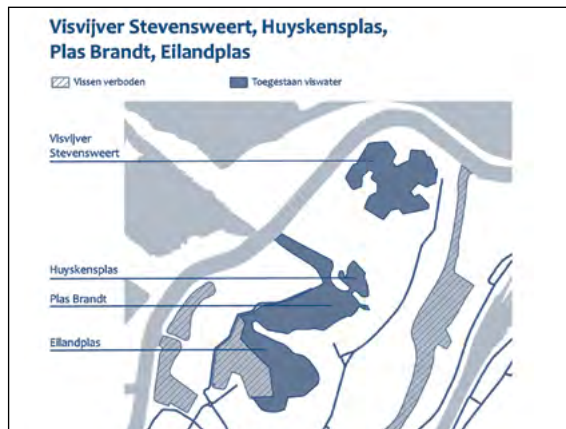 Visvijver Stevensweert, Huyskensplas,
Plas Brandt, Eilandplas
Vissen verboden
Toegestaan viswater
Visvijver
Stevensweert
Huyskensplas
Plas Brandt
Eilandplas